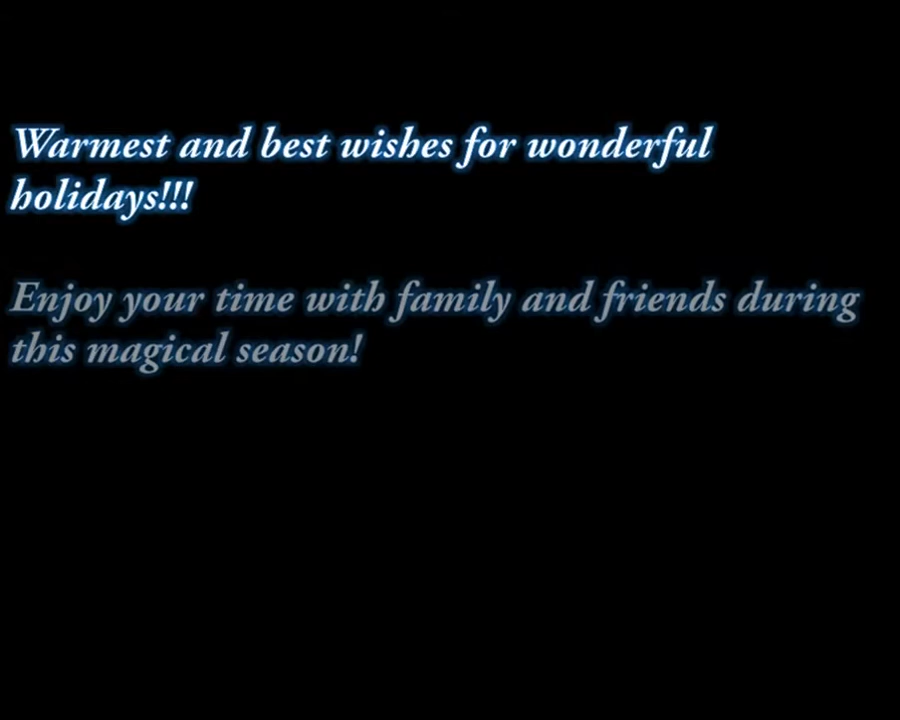 Warmest and best wishes for wonderful
holidays!!!
Enjoy your time with family and friends during
this magical season!